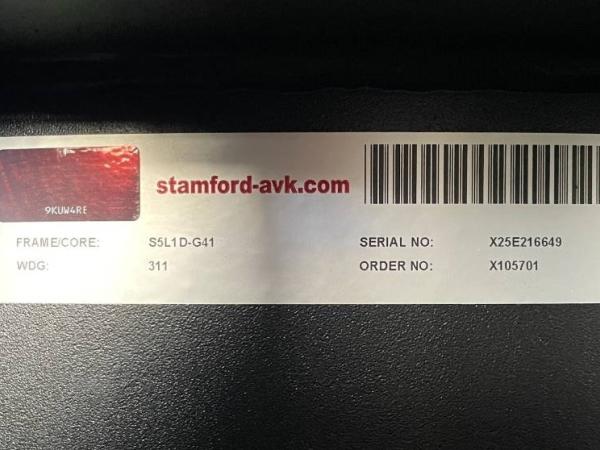 stamford-avk.com
9KUW4RE
FRAME/CORE: S5L1D-G41 SERIAL NO: X25E216649
WDG: 311 ORDER NO: X105701